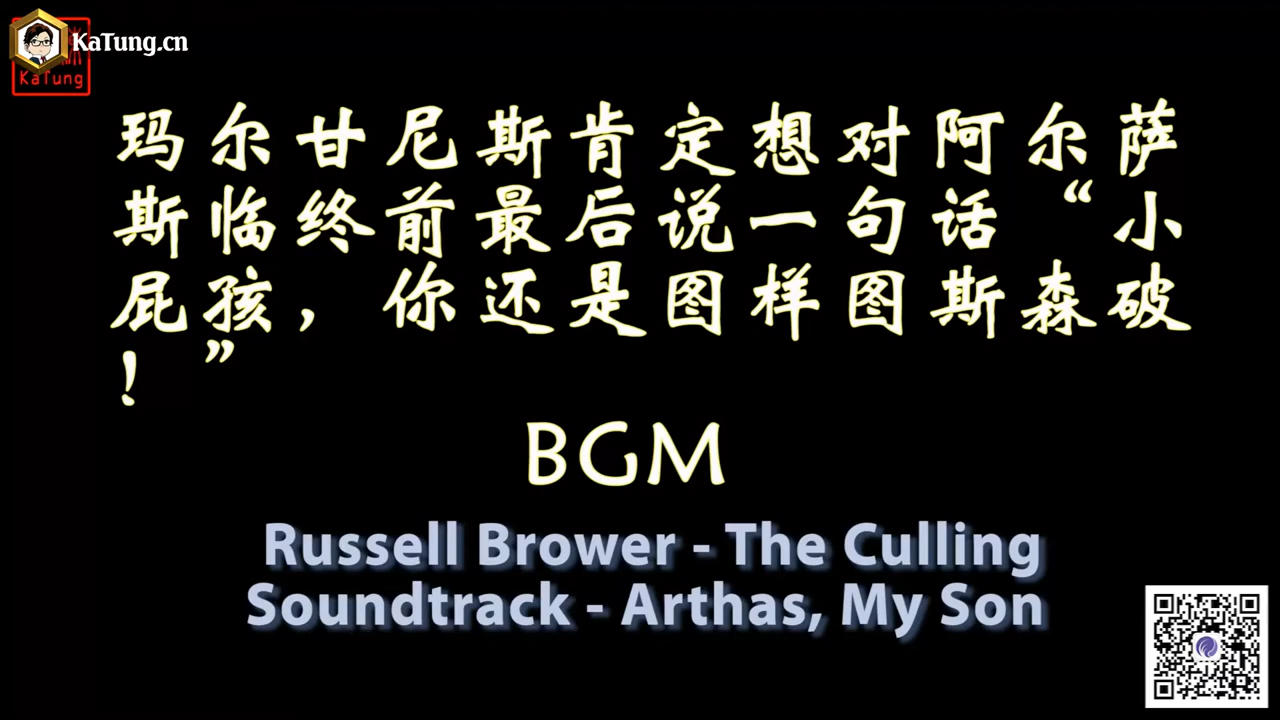 KaTung.cn
KaTung
玛尔甘尼斯肯定想对阿尔萨
斯临终前最后说一句话“小
屁孩，你还是图样图斯森破
！”
BGM
Russell Brower - The Culling
Soundtrack - Arthas, My Son